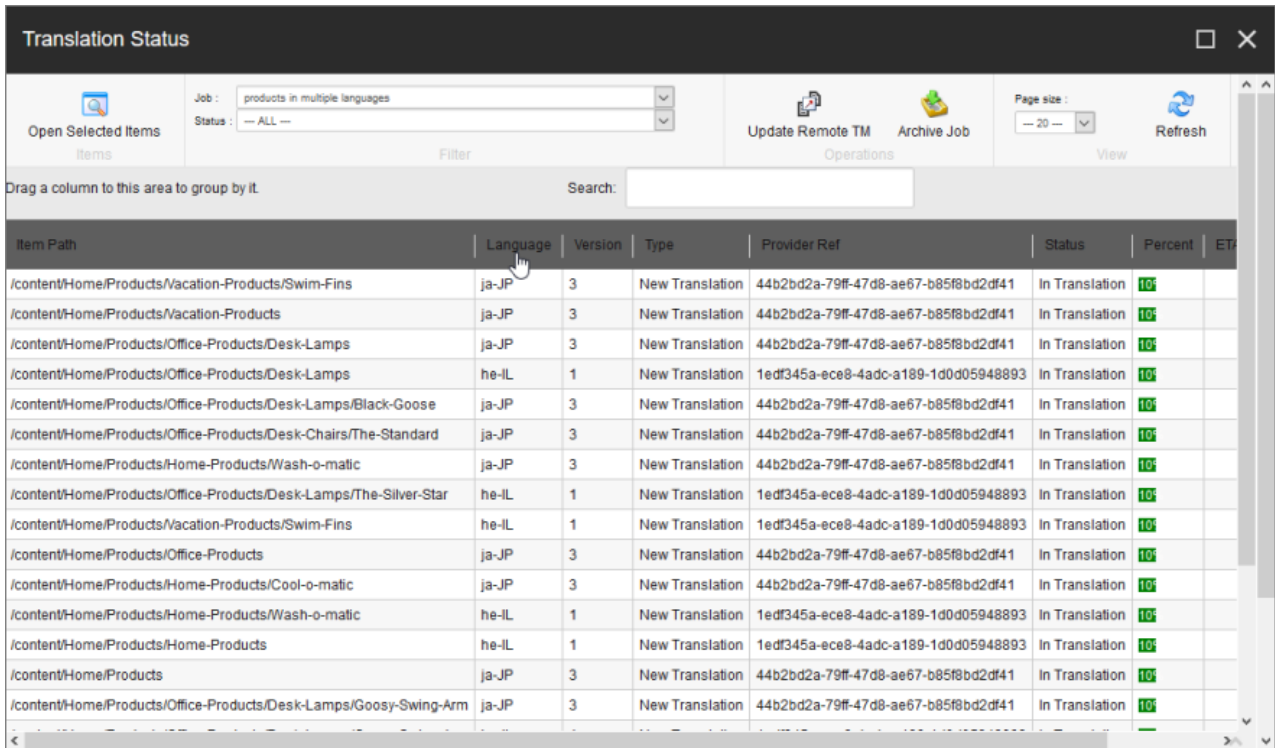 Translation Status
Open Selected Items
Items
Job : products in multiple languages
Status : --- ALL ---
Filter
Update Remote TM
Archive Job
Operations
Page size :
--- 20 ---
Refresh
View
Drag a column to this area to group by it.
Search:
Item Path Language Version Type Provider Ref Status Percent ETA
/content/Home/Products/Vacation-Products/Swim-Fins ja-JP 3 New Translation 44b2bd2a-79ff-47d8-ae67-b85f8bd2df41 In Translation 10%
/content/Home/Products/Vacation-Products ja-JP 3 New Translation 44b2bd2a-79ff-47d8-ae67-b85f8bd2df41 In Translation 10%
/content/Home/Products/Office-Products/Desk-Lamps ja-JP 3 New Translation 44b2bd2a-79ff-47d8-ae67-b85f8bd2df41 In Translation 10%
/content/Home/Products/Office-Products/Desk-Lamps he-IL 1 New Translation 1edf345a-ece8-4adc-a189-1d0d05948893 In Translation 10%
/content/Home/Products/Office-Products/Desk-Lamps/Black-Goose ja-JP 3 New Translation 44b2bd2a-79ff-47d8-ae67-b85f8bd2df41 In Translation 10%
/content/Home/Products/Office-Products/Desk-Chairs/The-Standard ja-JP 3 New Translation 44b2bd2a-79ff-47d8-ae67-b85f8bd2df41 In Translation 10%
/content/Home/Products/Home-Products/Wash-o-matic ja-JP 3 New Translation 44b2bd2a-79ff-47d8-ae67-b85f8bd2df41 In Translation 10%
/content/Home/Products/Office-Products/Desk-Lamps/The-Silver-Star he-IL 1 New Translation 1edf345a-ece8-4adc-a189-1d0d05948893 In Translation 10%
/content/Home/Products/Vacation-Products/Swim-Fins he-IL 1 New Translation 1edf345a-ece8-4adc-a189-1d0d05948893 In Translation 10%
/content/Home/Products/Office-Products ja-JP 3 New Translation 44b2bd2a-79ff-47d8-ae67-b85f8bd2df41 In Translation 10%
/content/Home/Products/Home-Products/Cool-o-matic ja-JP 3 New Translation 44b2bd2a-79ff-47d8-ae67-b85f8bd2df41 In Translation 10%
/content/Home/Products/Home-Products/Wash-o-matic he-IL 1 New Translation 1edf345a-ece8-4adc-a189-1d0d05948893 In Translation 10%
/content/Home/Products/Home-Products he-IL 1 New Translation 1edf345a-ece8-4adc-a189-1d0d05948893 In Translation 10%
/content/Home/Products ja-JP 3 New Translation 44b2bd2a-79ff-47d8-ae67-b85f8bd2df41 In Translation 10%
/content/Home/Products/Office-Products/Desk-Lamps/Goosy-Swing-Arm ja-JP 3 New Translation 44b2bd2a-79ff-47d8-ae67-b85f8bd2df41 In Translation 10%